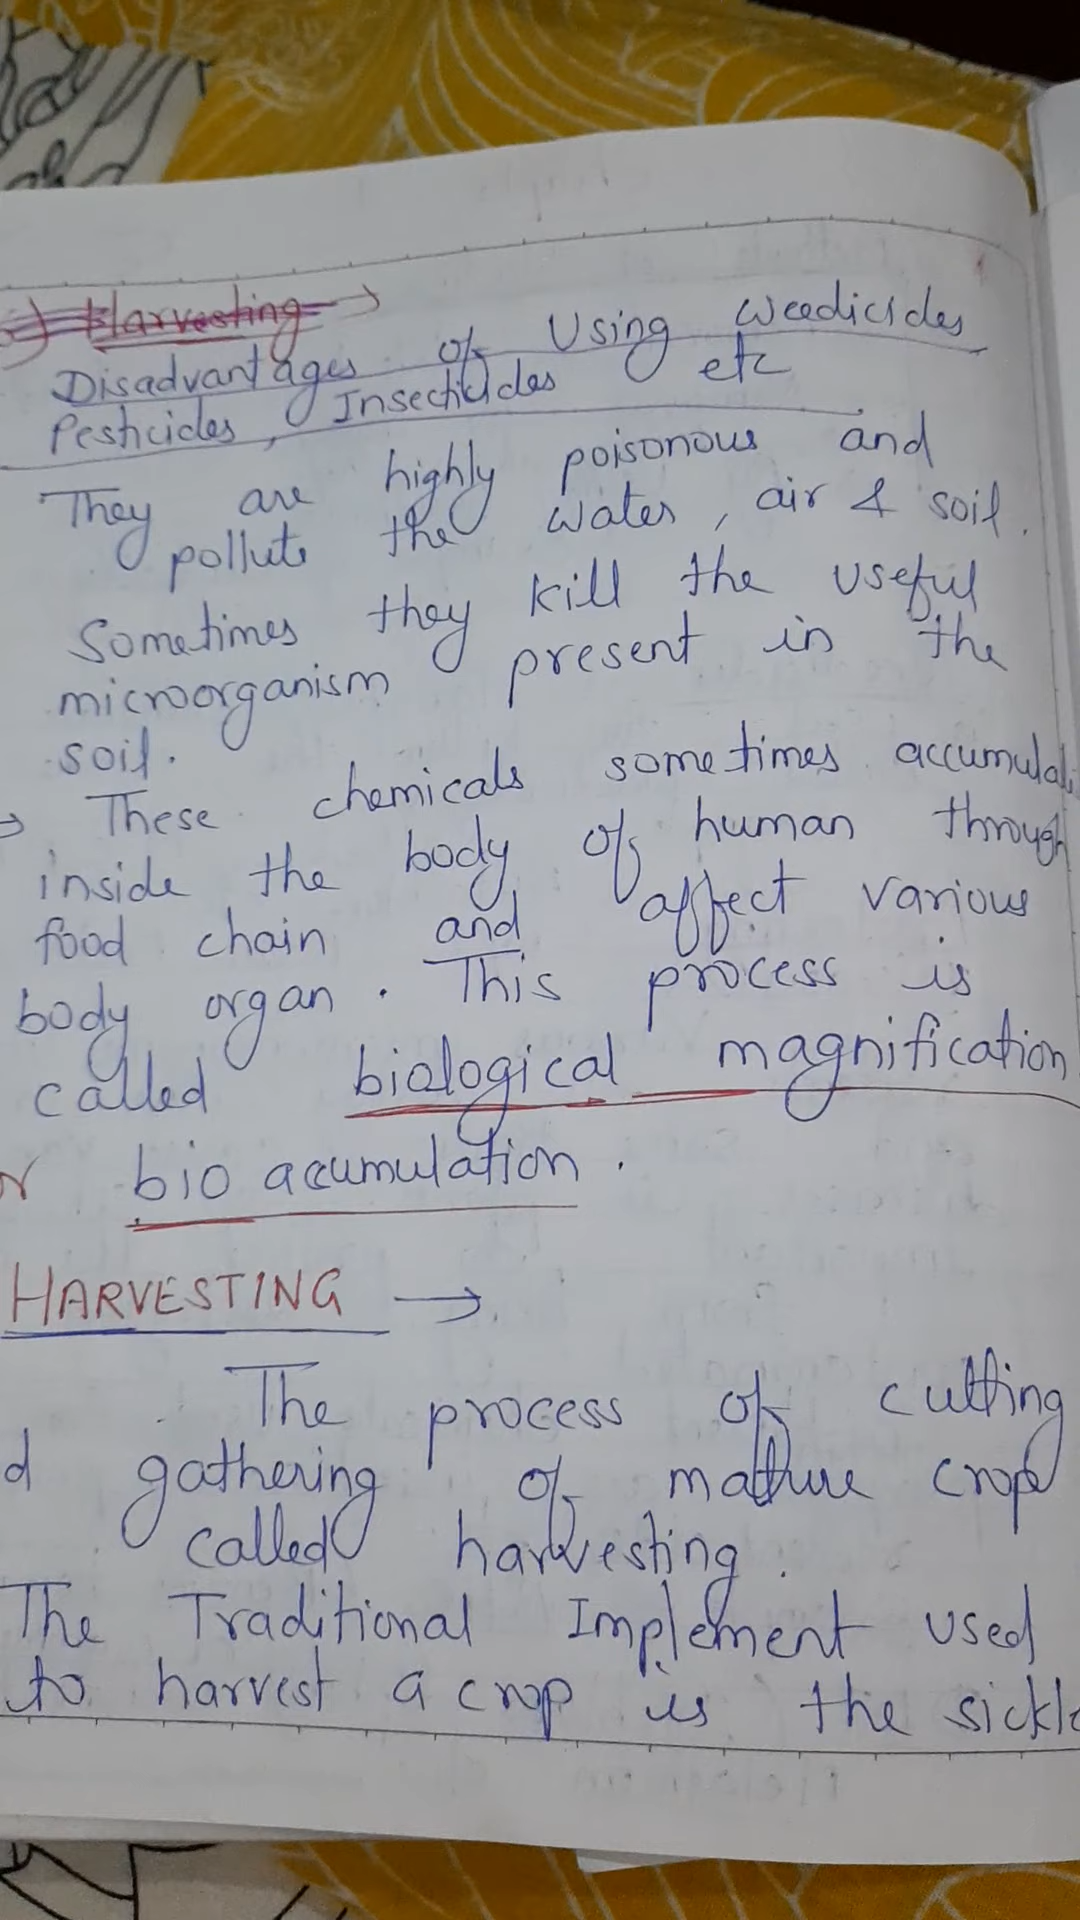 Harvesting →
Disadvantages of Using Weedicides
Pesticides, Insecticides etc
They are highly poisonous and
pollute the water, air & soil.
Sometimes they kill the useful
microorganism present in the
soil.
→ These chemicals sometimes accumulat
inside the body of human through
food chain and affect various
body organ. This process is
called biological magnification
or bio acumulation.
HARVESTING →
The process of cutting
d gathering of mature crop
called harvesting.
The Traditional Implement used
to harvest a crop is the sickle